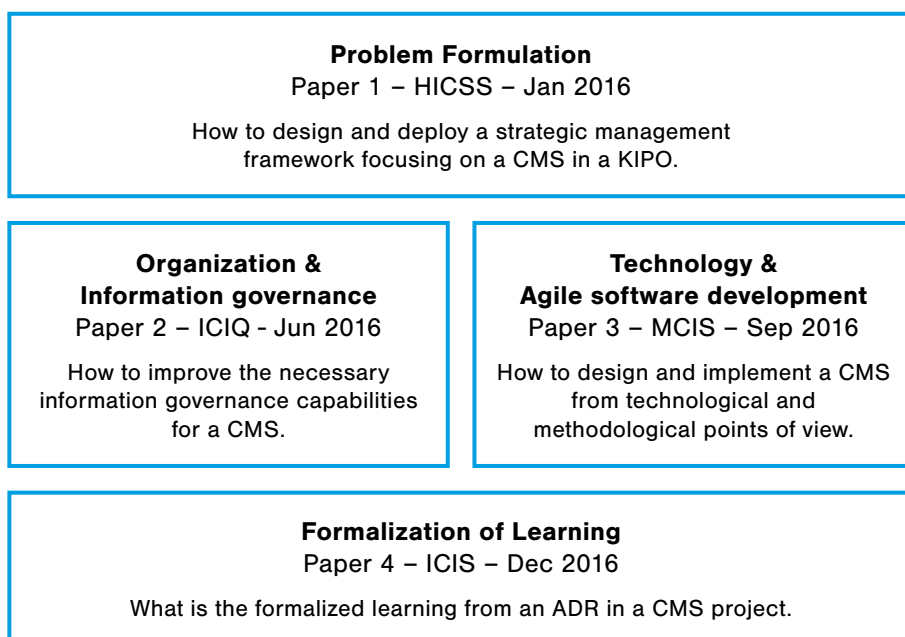 Problem Formulation
Paper 1 – HICSS – Jan 2016
How to design and deploy a strategic management
framework focusing on a CMS in a KIPO.
Organization &
Information governance
Paper 2 – ICIQ - Jun 2016
How to improve the necessary
information governance capabilities
for a CMS.
Technology &
Agile software development
Paper 3 – MCIS – Sep 2016
How to design and implement a CMS
from technological and
methodological points of view.
Formalization of Learning
Paper 4 – ICIS – Dec 2016
What is the formalized learning from an ADR in a CMS project.